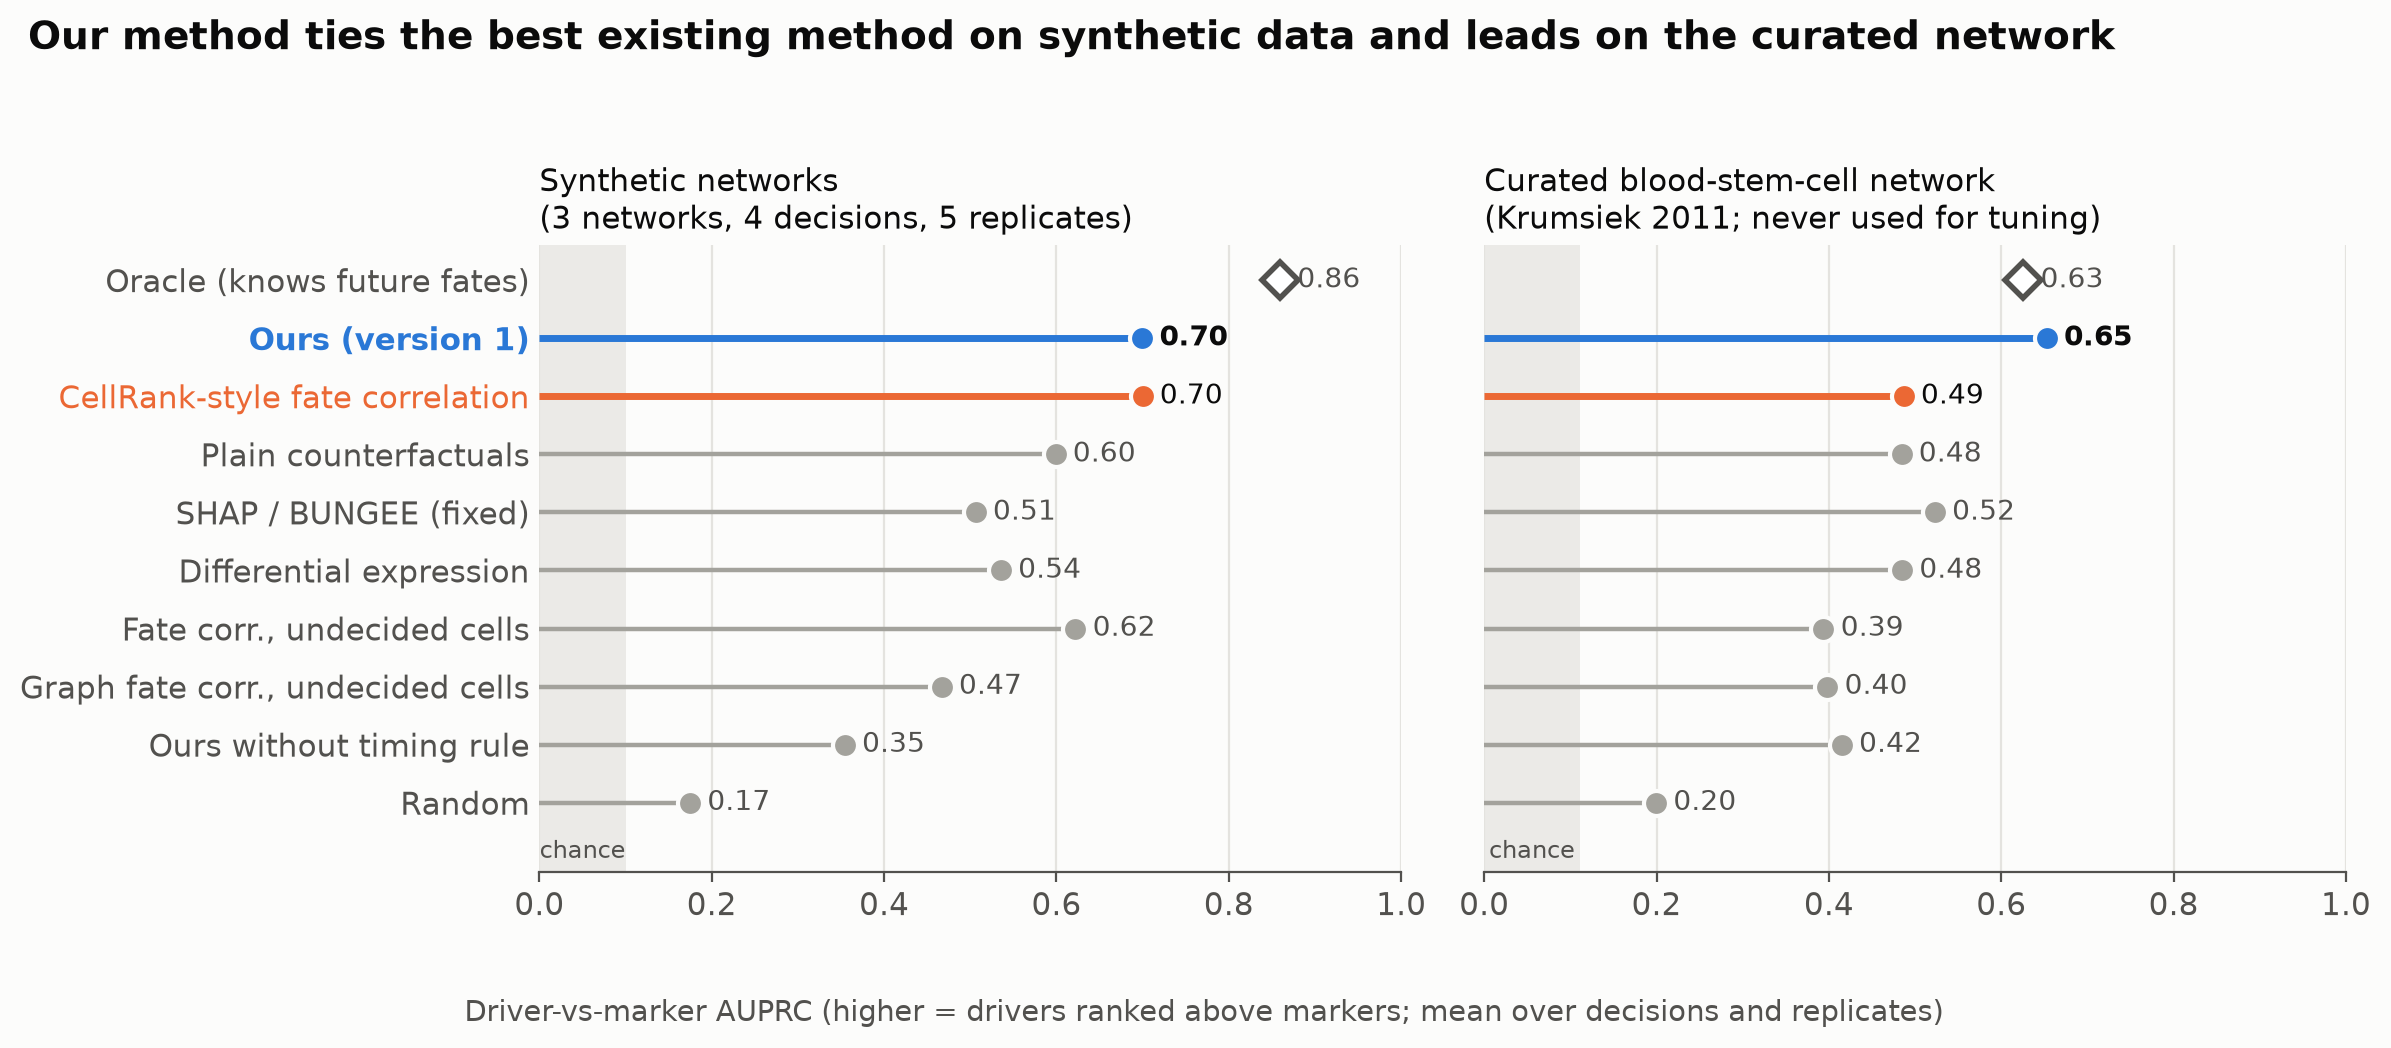 Our method ties the best existing method on synthetic data and leads on the curated network
Synthetic networks
(3 networks, 4 decisions, 5 replicates)
Curated blood-stem-cell network
(Krumsiek 2011; never used for tuning)
Oracle (knows future fates) 0.86 0.63
Ours (version 1) 0.70 0.65
CellRank-style fate correlation 0.70 0.49
Plain counterfactuals 0.60 0.48
SHAP / BUNGEE (fixed) 0.51 0.52
Differential expression 0.54 0.48
Fate corr., undecided cells 0.62 0.39
Graph fate corr., undecided cells 0.47 0.40
Ours without timing rule 0.35 0.42
Random 0.17 0.20
chance chance
0.0 0.2 0.4 0.6 0.8 1.0 0.0 0.2 0.4 0.6 0.8 1.0
Driver-vs-marker AUPRC (higher = drivers ranked above markers; mean over decisions and replicates)